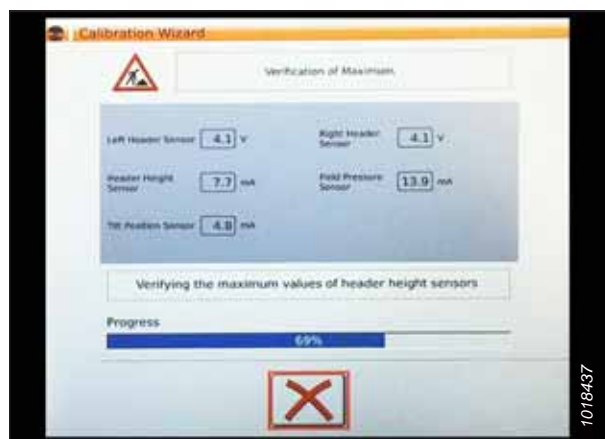 Calibration Wizard
Verification of Maximum
Left Header Sensor 4.1 V
Right Header Sensor 4.1 V
Header Height Sensor 7.7 mA
Field Pressure Sensor 13.9 mA
Tilt Position Sensor 4.8 mA
Verifying the maximum values of header height sensors
Progress
69%
1018437